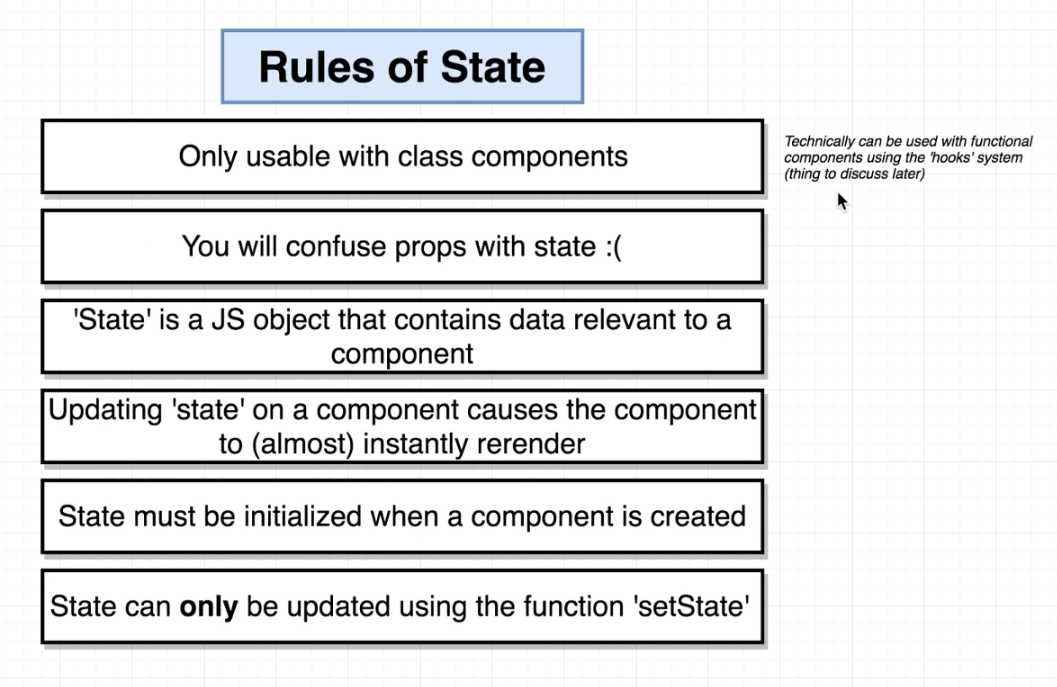 Rules of State
Only usable with class components
Technically can be used with functional
components using the 'hooks' system
(thing to discuss later)
You will confuse props with state :(
'State' is a JS object that contains data relevant to a
component
Updating 'state' on a component causes the component
to (almost) instantly rerender
State must be initialized when a component is created
State can only be updated using the function 'setState'